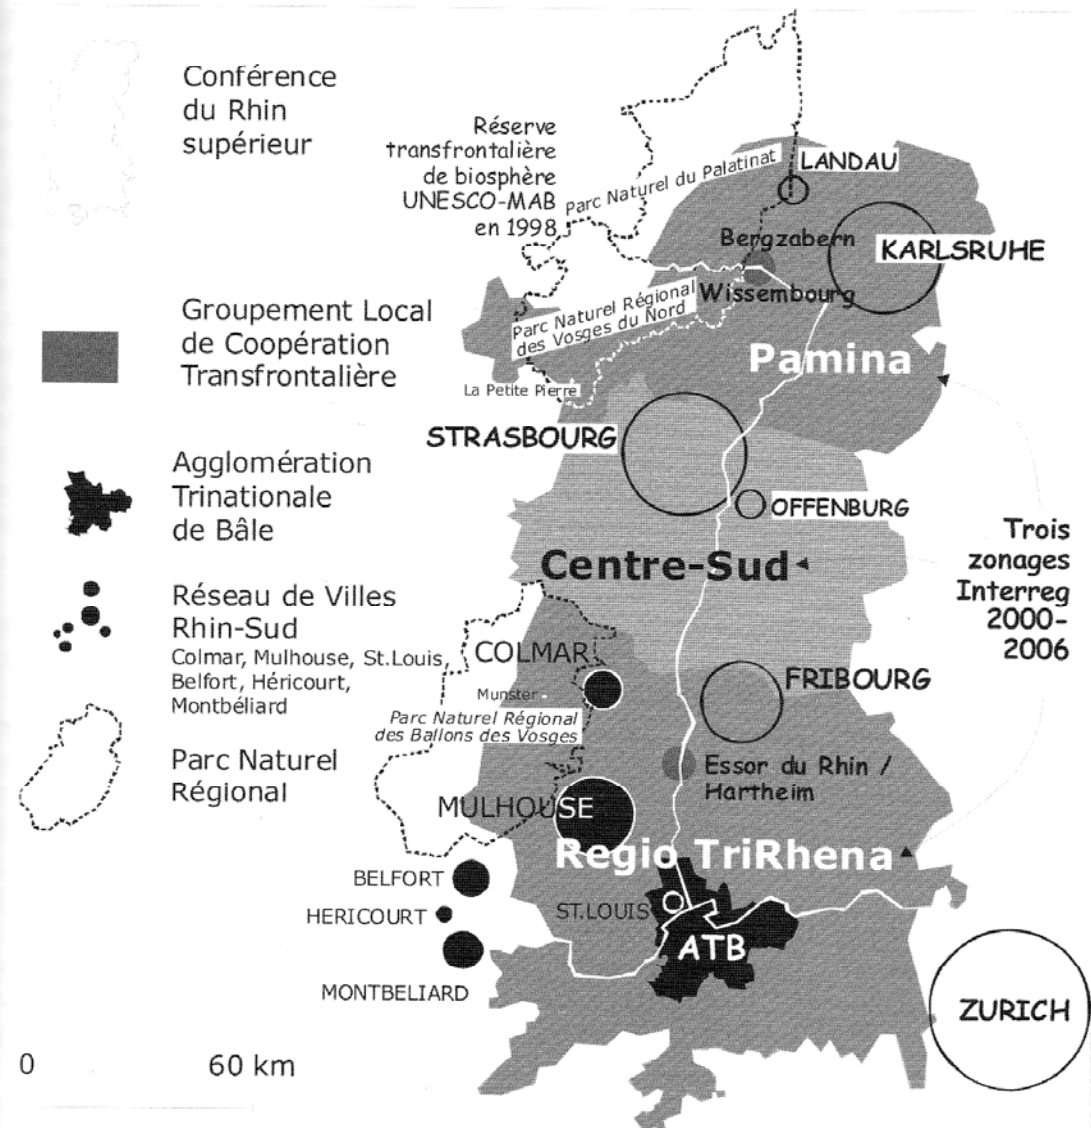 Conférence
du Rhin
supérieur
Groupement Local
de Coopération
Transfrontalière
Agglomération
Trinationale
de Bâle
Réseau de Villes
Rhin-Sud
Colmar, Mulhouse, St.Louis,
Belfort, Héricourt,
Montbéliard
Parc Naturel
Régional
0 60 km
Réserve
transfrontalière
de biosphère
UNESCO-MAB
en 1998
Parc Naturel du Palatinat
LANDAU
Bergzabern
KARLSRUHE
Wissembourg
Parc Naturel Régional
des Vosges du Nord
Pamina
La Petite Pierre
STRASBOURG
OFFENBURG
Centre-Sud
Trois
zonages
Interreg
2000-
2006
COLMAR
Munster
Parc Naturel Régional
des Ballons des Vosges
FRIBOURG
Essor du Rhin /
Hartheim
MULHOUSE
Regio TriRhena
BELFORT
HERICOURT
ST.LOUIS
ATB
MONTBELIARD
ZURICH